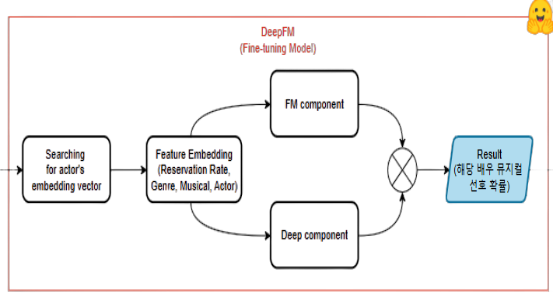 DeepFM
(Fine-tuning Model)
FM component
Searching
for actor's
embedding vector
Feature Embedding
(Reservation Rate,
Genre, Musical, Actor)
Result
(해당 배우 뮤지컬
선호 확률)
Deep component